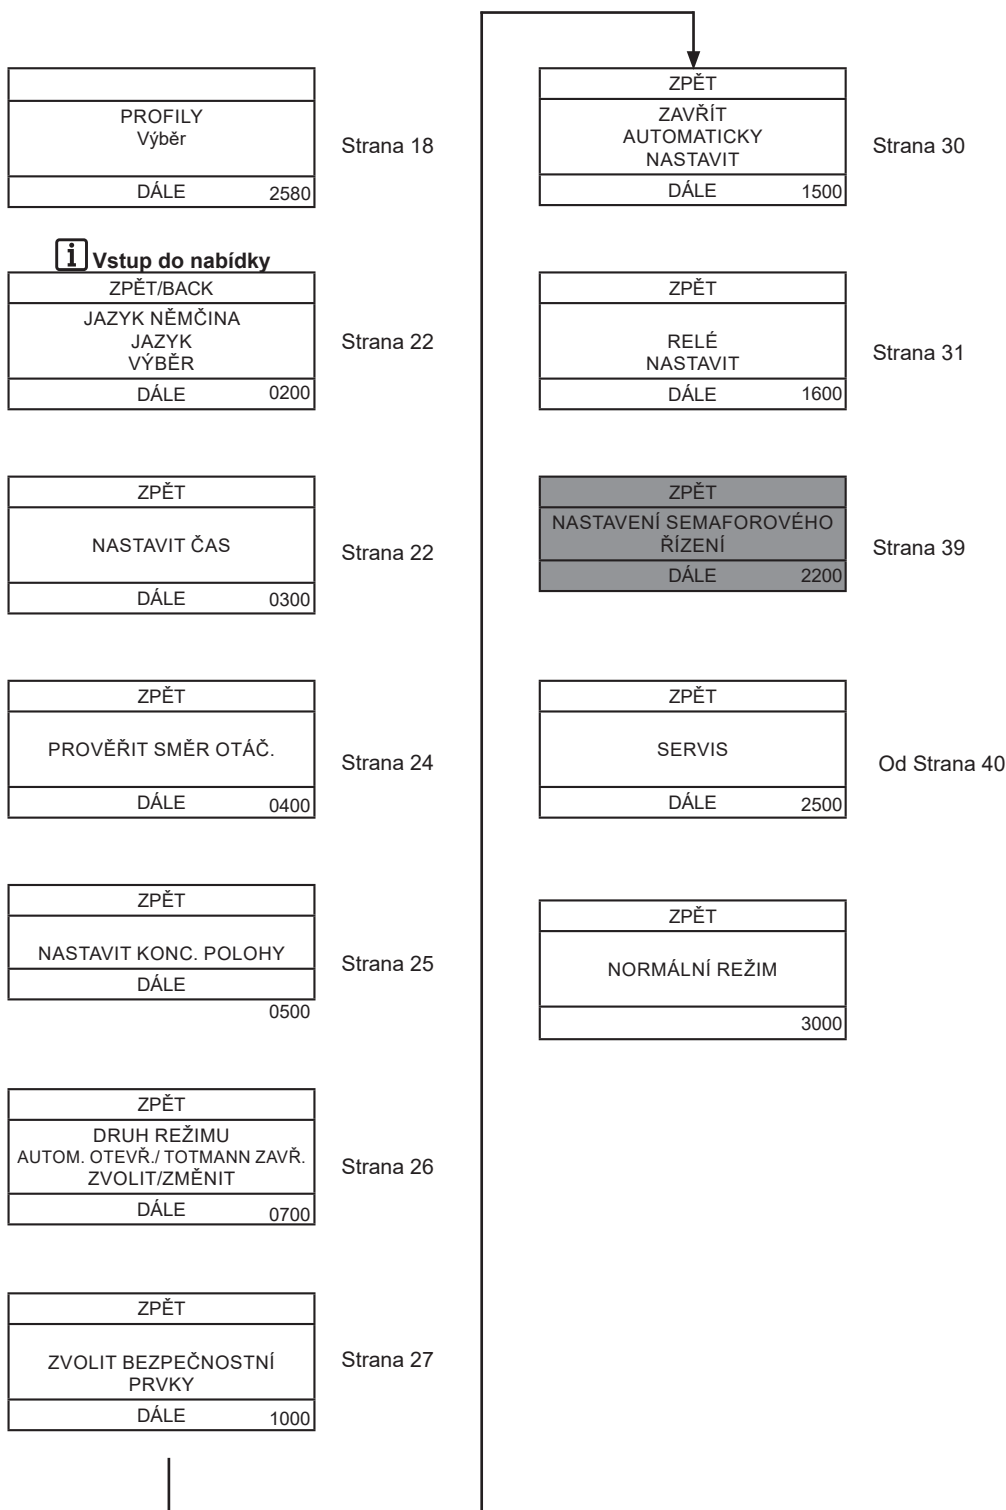 PROFILY
Výběr
DÁLE 2580
Strana 18
i Vstup do nabídky
ZPĚT/BACK
JAZYK NĚMČINA
JAZYK
VÝBĚR
DÁLE 0200
Strana 22
ZPĚT
NASTAVIT ČAS
DÁLE 0300
Strana 22
ZPĚT
PROVĚŘIT SMĚR OTÁČ.
DÁLE 0400
Strana 24
ZPĚT
NASTAVIT KONC. POLOHY
DÁLE
0500
Strana 25
ZPĚT
DRUH REŽIMU
AUTOM. OTEVŘ./ TOTMANN ZAVŘ.
ZVOLIT/ZMĚNIT
DÁLE 0700
Strana 26
ZPĚT
ZVOLIT BEZPEČNOSTNÍ
PRVKY
DÁLE 1000
Strana 27
ZPĚT
ZAVŘÍT
AUTOMATICKY
NASTAVIT
DÁLE 1500
Strana 30
ZPĚT
RELÉ
NASTAVIT
DÁLE 1600
Strana 31
ZPĚT
NASTAVENÍ SEMAFOROVÉHO
ŘÍZENÍ
DÁLE 2200
Strana 39
ZPĚT
SERVIS
DÁLE 2500
Od Strana 40
ZPĚT
NORMÁLNÍ REŽIM
3000